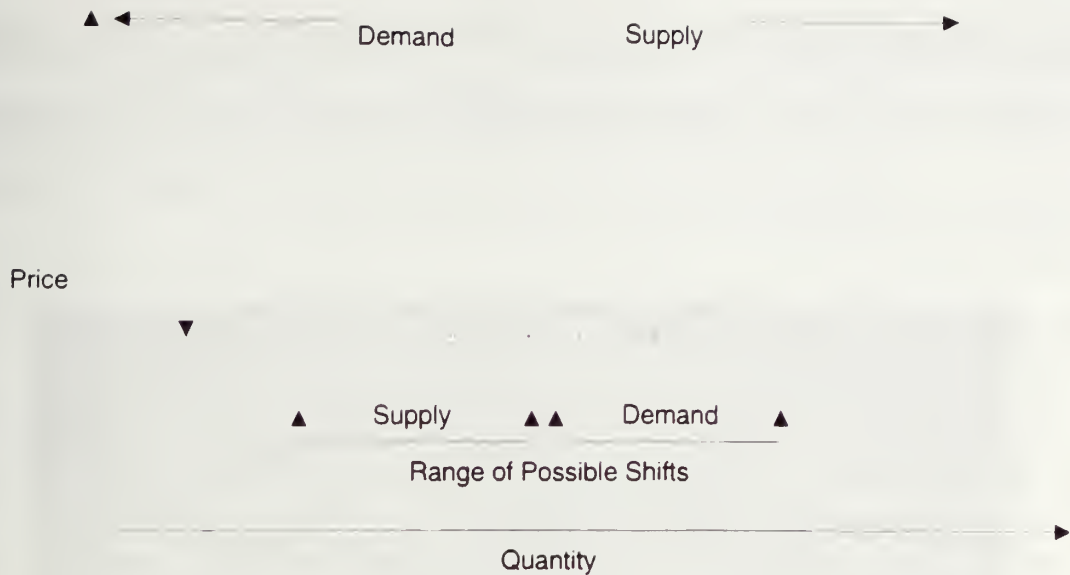 Demand Supply
Price
Supply Demand
Range of Possible Shifts
Quantity